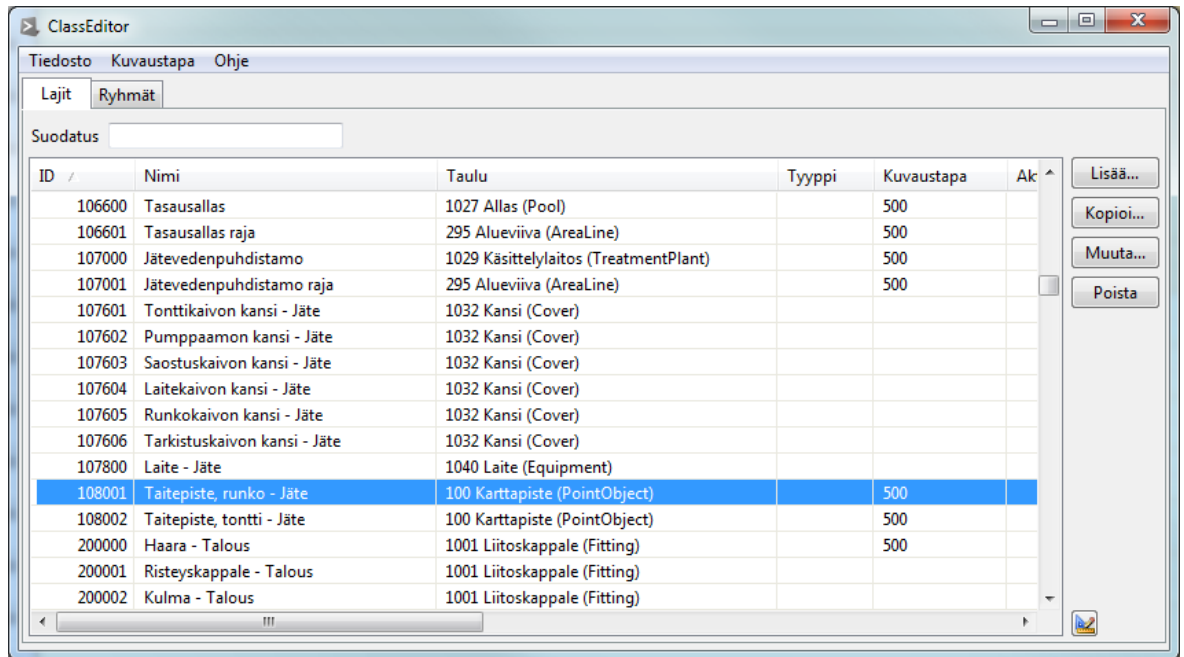 ClassEditor
Tiedosto Kuvaustapa Ohje
Lajit Ryhmät
Suodatus
ID Nimi Taulu Tyyppi Kuvaustapa Ak Lisää...
106600 Tasausallas 1027 Allas (Pool) 500 Kopioi...
106601 Tasausallas raja 295 Alueviiva (AreaLine) 500
107000 Jätevedenpuhdistamo 1029 Käsittelylaitos (TreatmentPlant) 500 Muuta...
107001 Jätevedenpuhdistamo raja 295 Alueviiva (AreaLine) 500 Poista
107601 Tonttikaivon kansi - Jäte 1032 Kansi (Cover)
107602 Pumppaamon kansi - Jäte 1032 Kansi (Cover)
107603 Saostuskaivon kansi - Jäte 1032 Kansi (Cover)
107604 Laitekaivon kansi - Jäte 1032 Kansi (Cover)
107605 Runkokaivon kansi - Jäte 1032 Kansi (Cover)
107606 Tarkistuskaivon kansi - Jäte 1032 Kansi (Cover)
107800 Laite - Jäte 1040 Laite (Equipment)
108001 Taitepiste, runko - Jäte 100 Karttapiste (PointObject) 500
108002 Taitepiste, tontti - Jäte 100 Karttapiste (PointObject) 500
200000 Haara - Talous 1001 Liitoskappale (Fitting) 500
200001 Risteyskappale - Talous 1001 Liitoskappale (Fitting)
200002 Kulma - Talous 1001 Liitoskappale (Fitting)